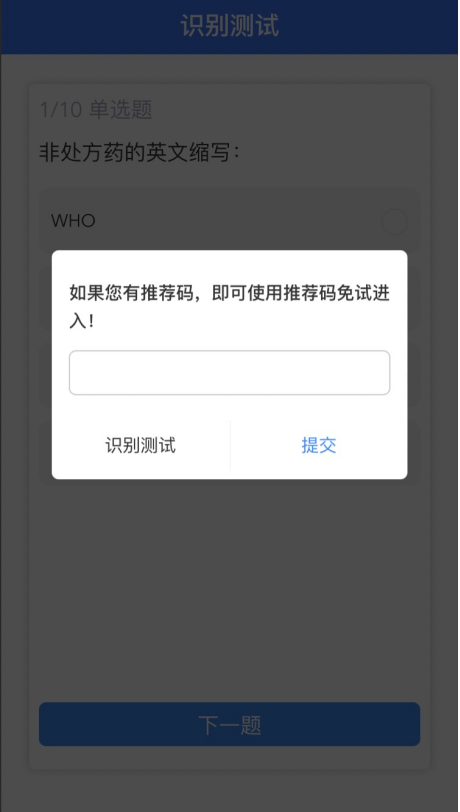 识别测试
1/10 单选题
非处方药的英文缩写：
WHO
如果您有推荐码，即可使用推荐码免试进
入！
识别测试
提交
下一题